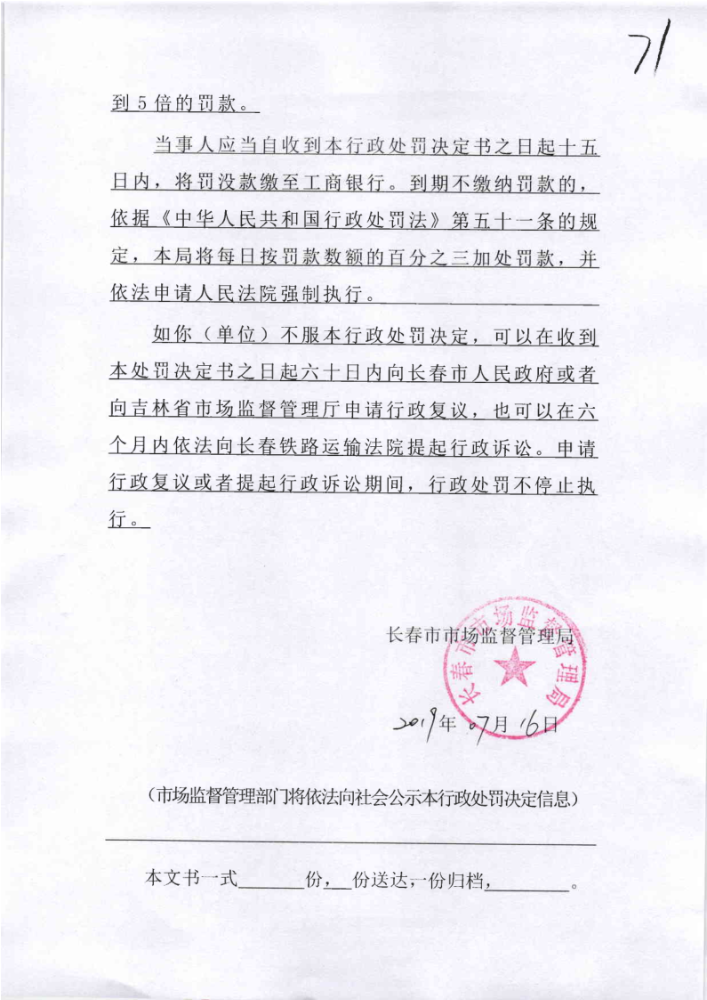 71
到 5 倍的罚款。
当事人应当自收到本行政处罚决定书之日起十五
日内，将罚没款缴至工商银行。到期不缴纳罚款的，
依据《中华人民共和国行政处罚法》第五十一条的规
定，本局将每日按罚款数额的百分之三加处罚款，并
依法申请人民法院强制执行。
如你（单位）不服本行政处罚决定，可以在收到
本处罚决定书之日起六十日内向长春市人民政府或者
向吉林省市场监督管理厅申请行政复议，也可以在六
个月内依法向长春铁路运输法院提起行政诉讼。申请
行政复议或者提起行政诉讼期间，行政处罚不停止执
行。
长春市市场监督管理局
长春市市场监督管理局
2019年 07月 16日
（市场监督管理部门将依法向社会公示本行政处罚决定信息）
本文书一式______份，__份送达，一份归档，________。